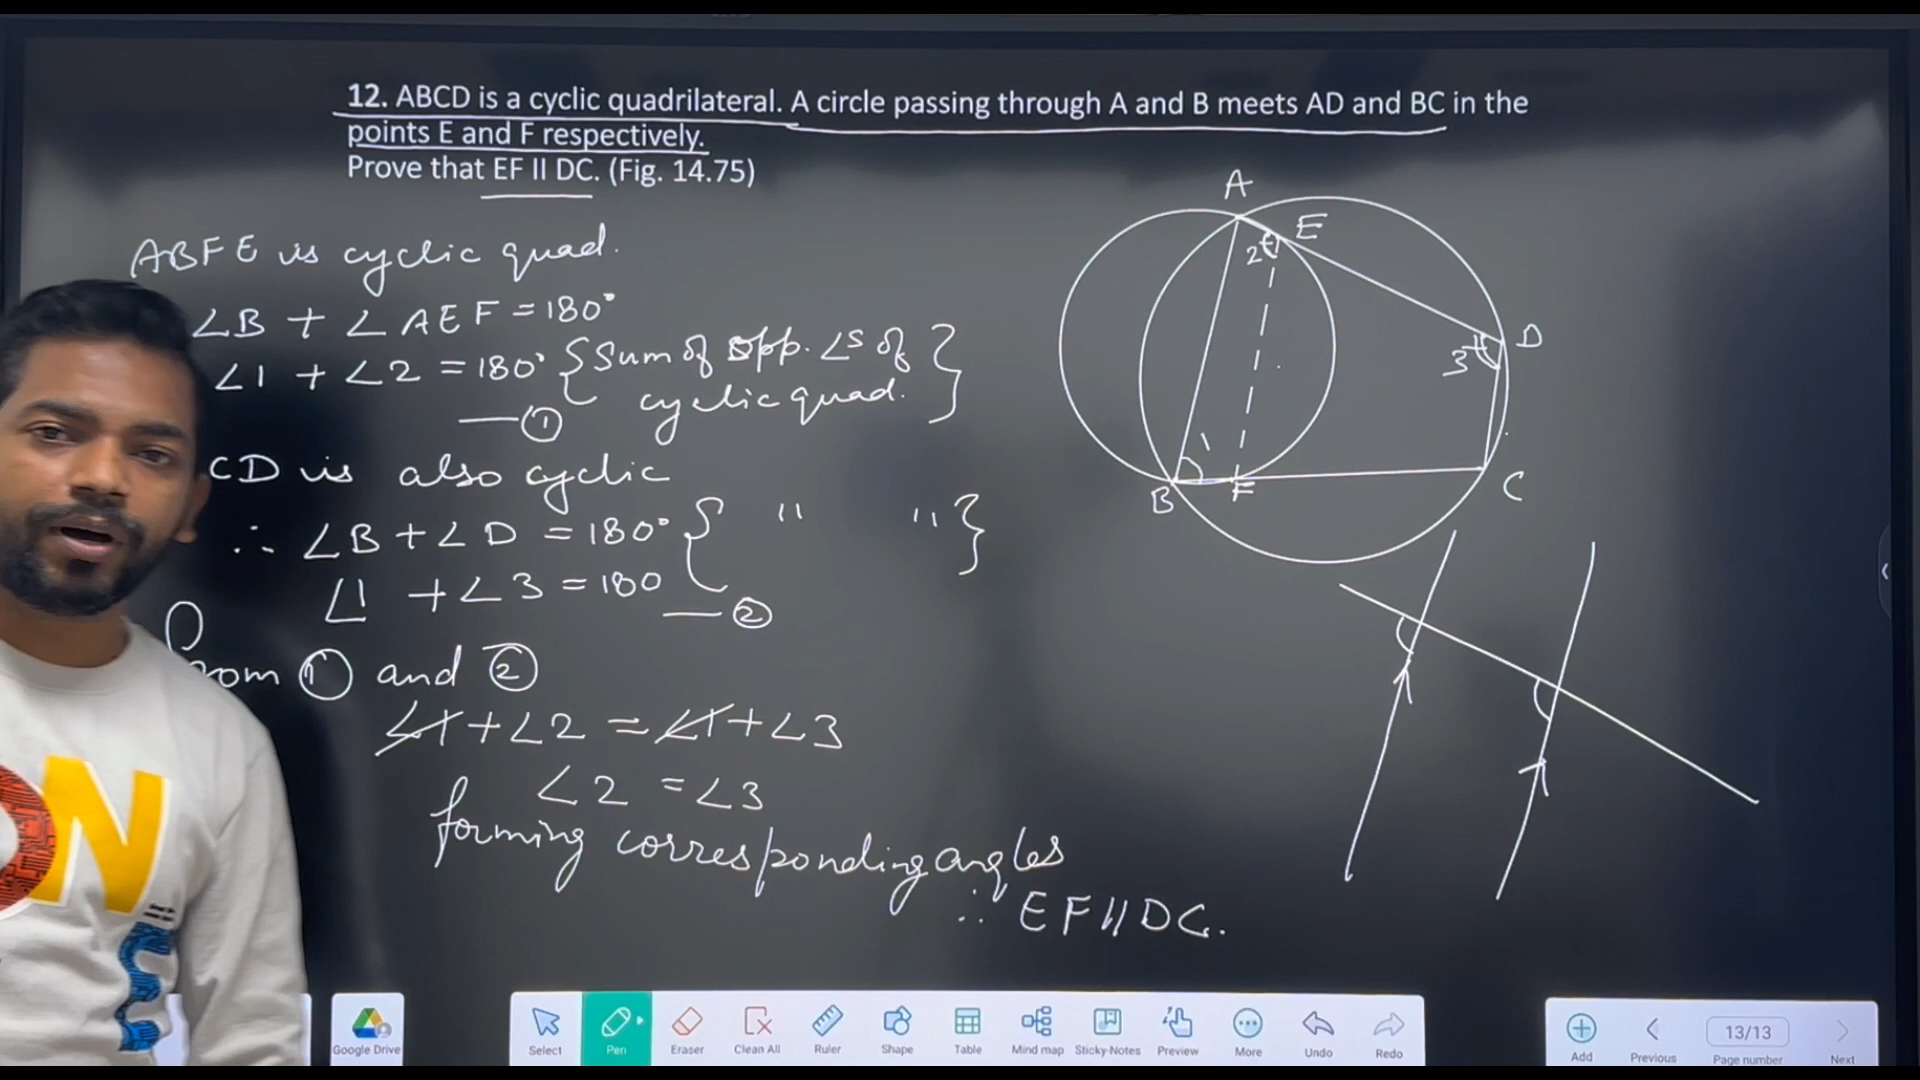 12. ABCD is a cyclic quadrilateral. A circle passing through A and B meets AD and BC in the
points E and F respectively.
Prove that EF II DC. (Fig. 14.75)
ABFE is cyclic quad.
∠B + ∠AEF = 180°
∠1 + ∠2 = 180° {Sum of opp. ∠s of
cyclic quad.}
— ①
CD is also cyclic
∴ ∠B + ∠D = 180° { " " }
∠1 + ∠3 = 180
— ②
rom ① and ②
∠1 + ∠2 = ∠1 + ∠3
∠2 = ∠3
forming corresponding angles
∴ EF // DC.
A
E
2
D
3
1
B
F
C
ON
E
Google Drive
Select
Pen
Eraser
Clean All
Ruler
Shape
Table
Mind map
Sticky-Notes
Preview
More
Undo
Redo
Add
Previous
13/13
Page number
Next